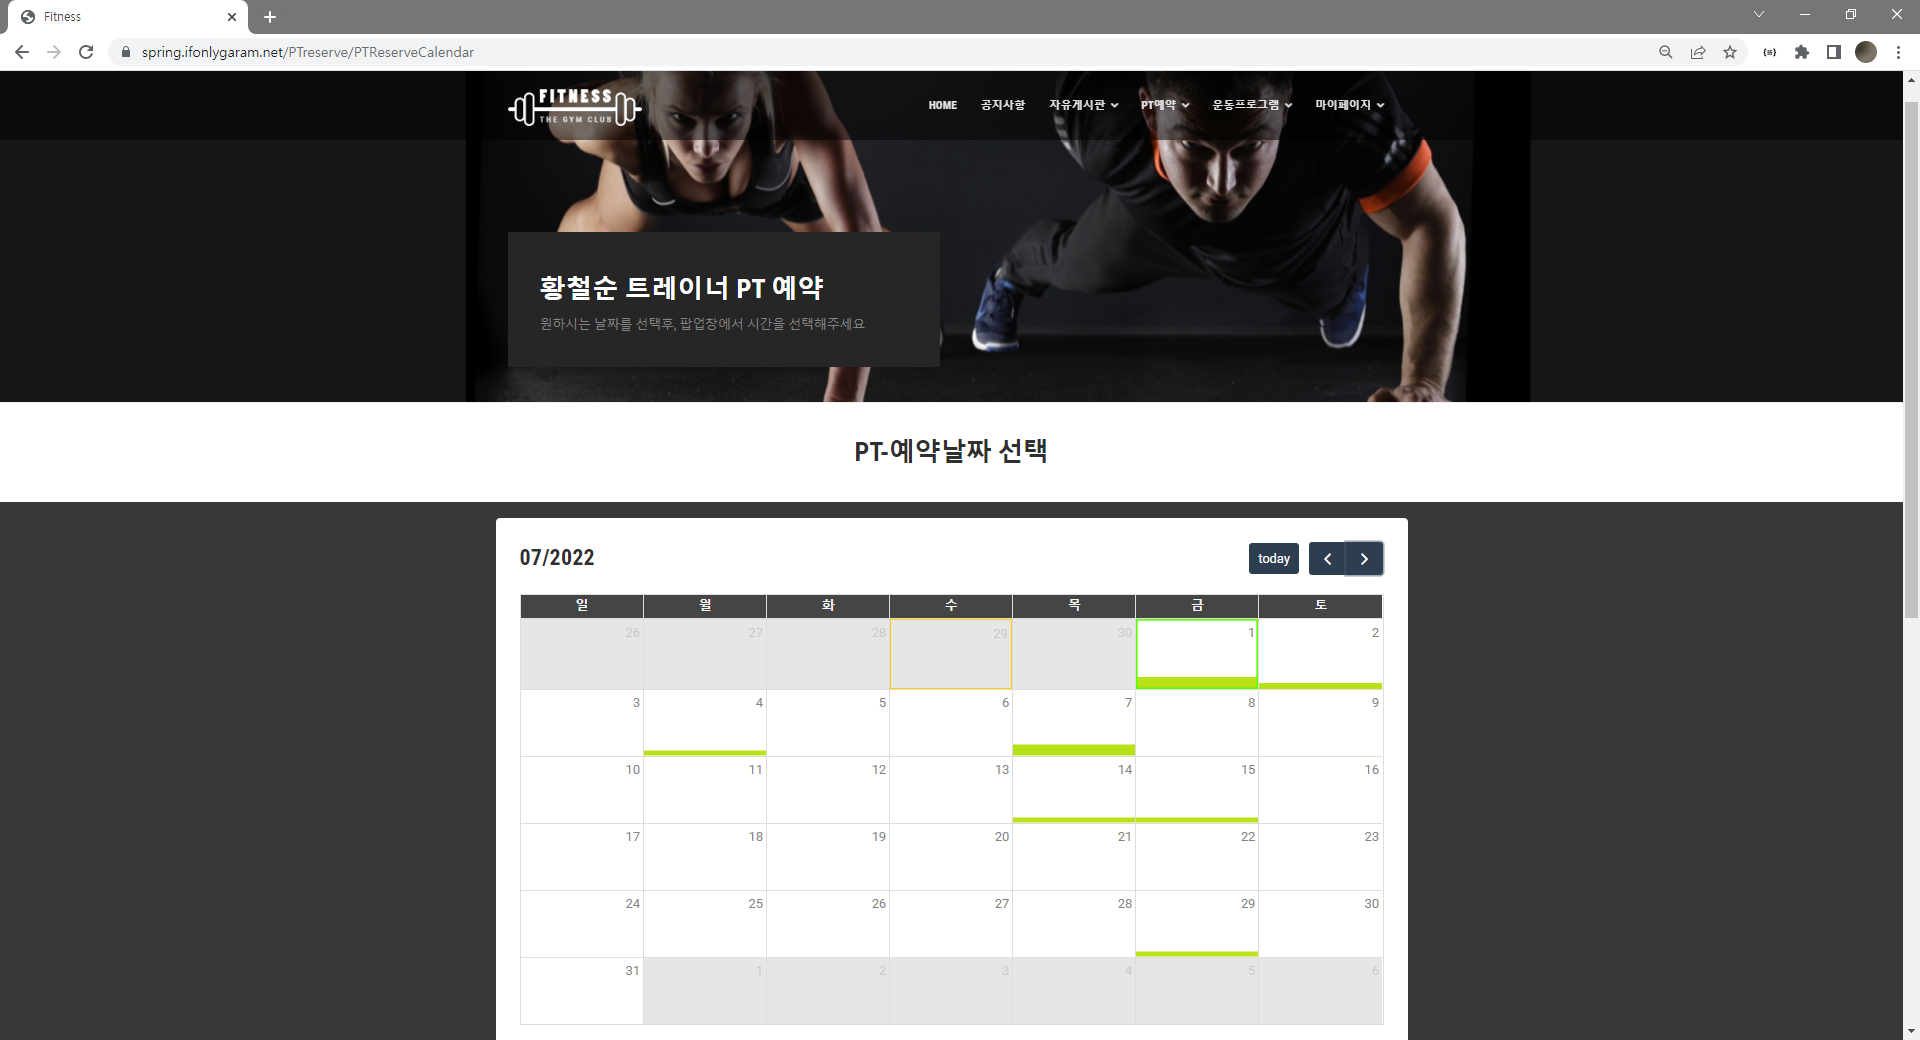 Fitness
spring.ifonlygaram.net/PTreserve/PTReserveCalendar
FITNESS
THE GYM CLUB
HOME 공지사항 자유게시판 PT예약 운동프로그램 마이페이지
황철순 트레이너 PT 예약
원하시는 날짜를 선택후, 팝업창에서 시간을 선택해주세요
PT-예약날짜 선택
07/2022 today
일 월 화 수 목 금 토
26 27 28 29 30 1 2
3 4 5 6 7 8 9
10 11 12 13 14 15 16
17 18 19 20 21 22 23
24 25 26 27 28 29 30
31 1 2 3 4 5 6